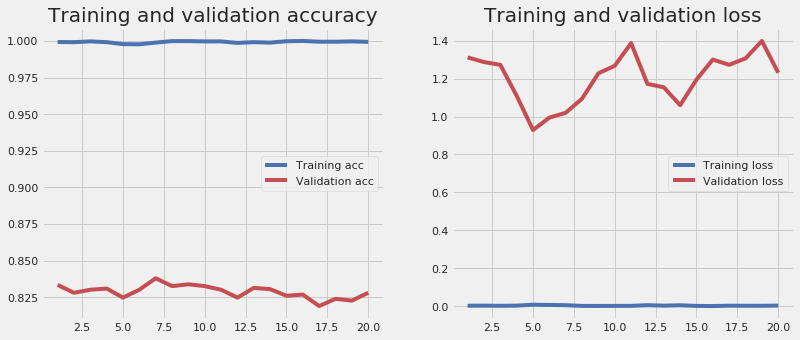 Training and validation accuracy
1.000
0.975
0.950
0.925
0.900
0.875
0.850
0.825
Training acc
Validation acc
2.5 5.0 7.5 10.0 12.5 15.0 17.5 20.0
Training and validation loss
1.4
1.2
1.0
0.8
0.6
0.4
0.2
0.0
Training loss
Validation loss
2.5 5.0 7.5 10.0 12.5 15.0 17.5 20.0